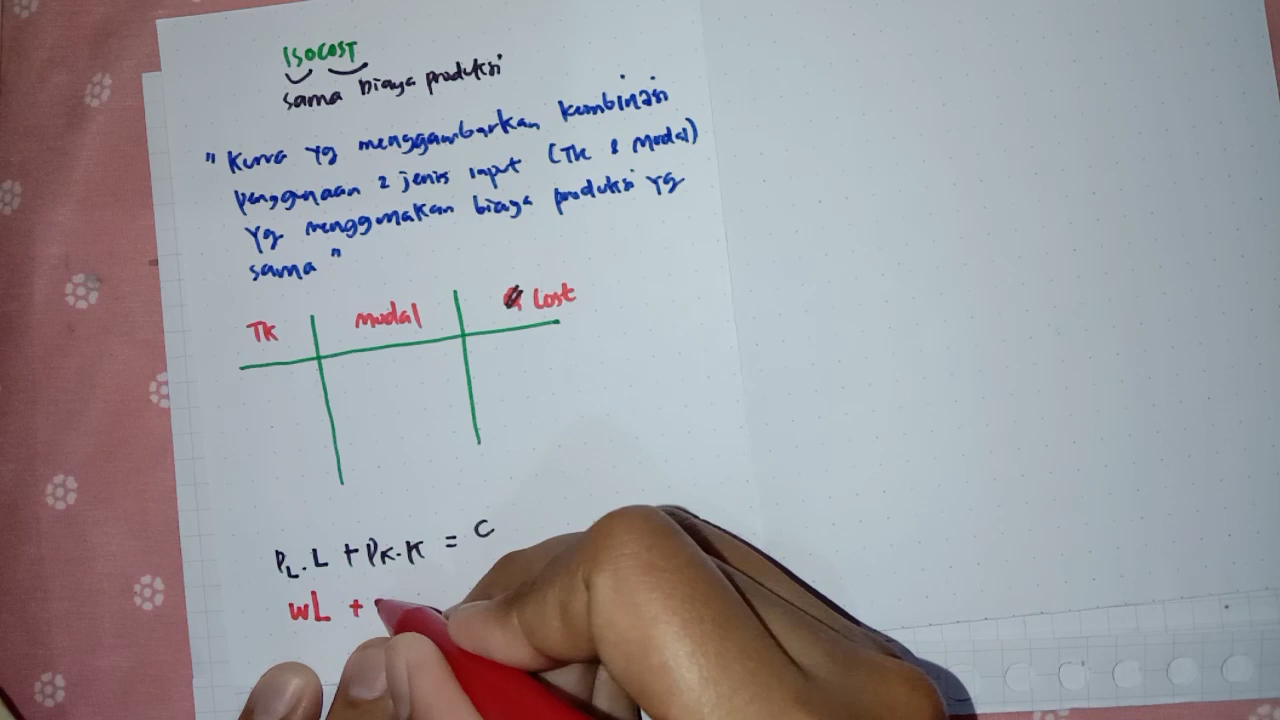 ISOCOST
sama biaya produksi
" Kurva yg menggambarkan kombinasi
penggunaan 2 jenis input (TK & Modal)
yg menggunakan biaya produksi yg
sama "
TK modal Cost
PL.L + PK.K = C
wL +